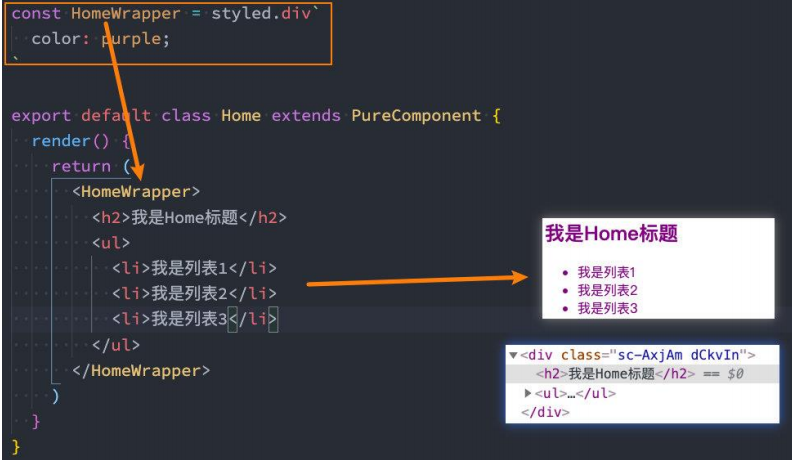 const HomeWrapper = styled.div`
color: purple;
`
export default class Home extends PureComponent {
render() {
return (
<HomeWrapper>
<h2>我是Home标题</h2>
<ul>
<li>我是列表1</li>
<li>我是列表2</li>
<li>我是列表3</li>
</ul>
</HomeWrapper>
)
}
}
我是Home标题
• 我是列表1
• 我是列表2
• 我是列表3
▼<div class="sc-AxjAm dCkvIn">
<h2>我是Home标题</h2> == $0
▶<ul>…</ul>
</div>